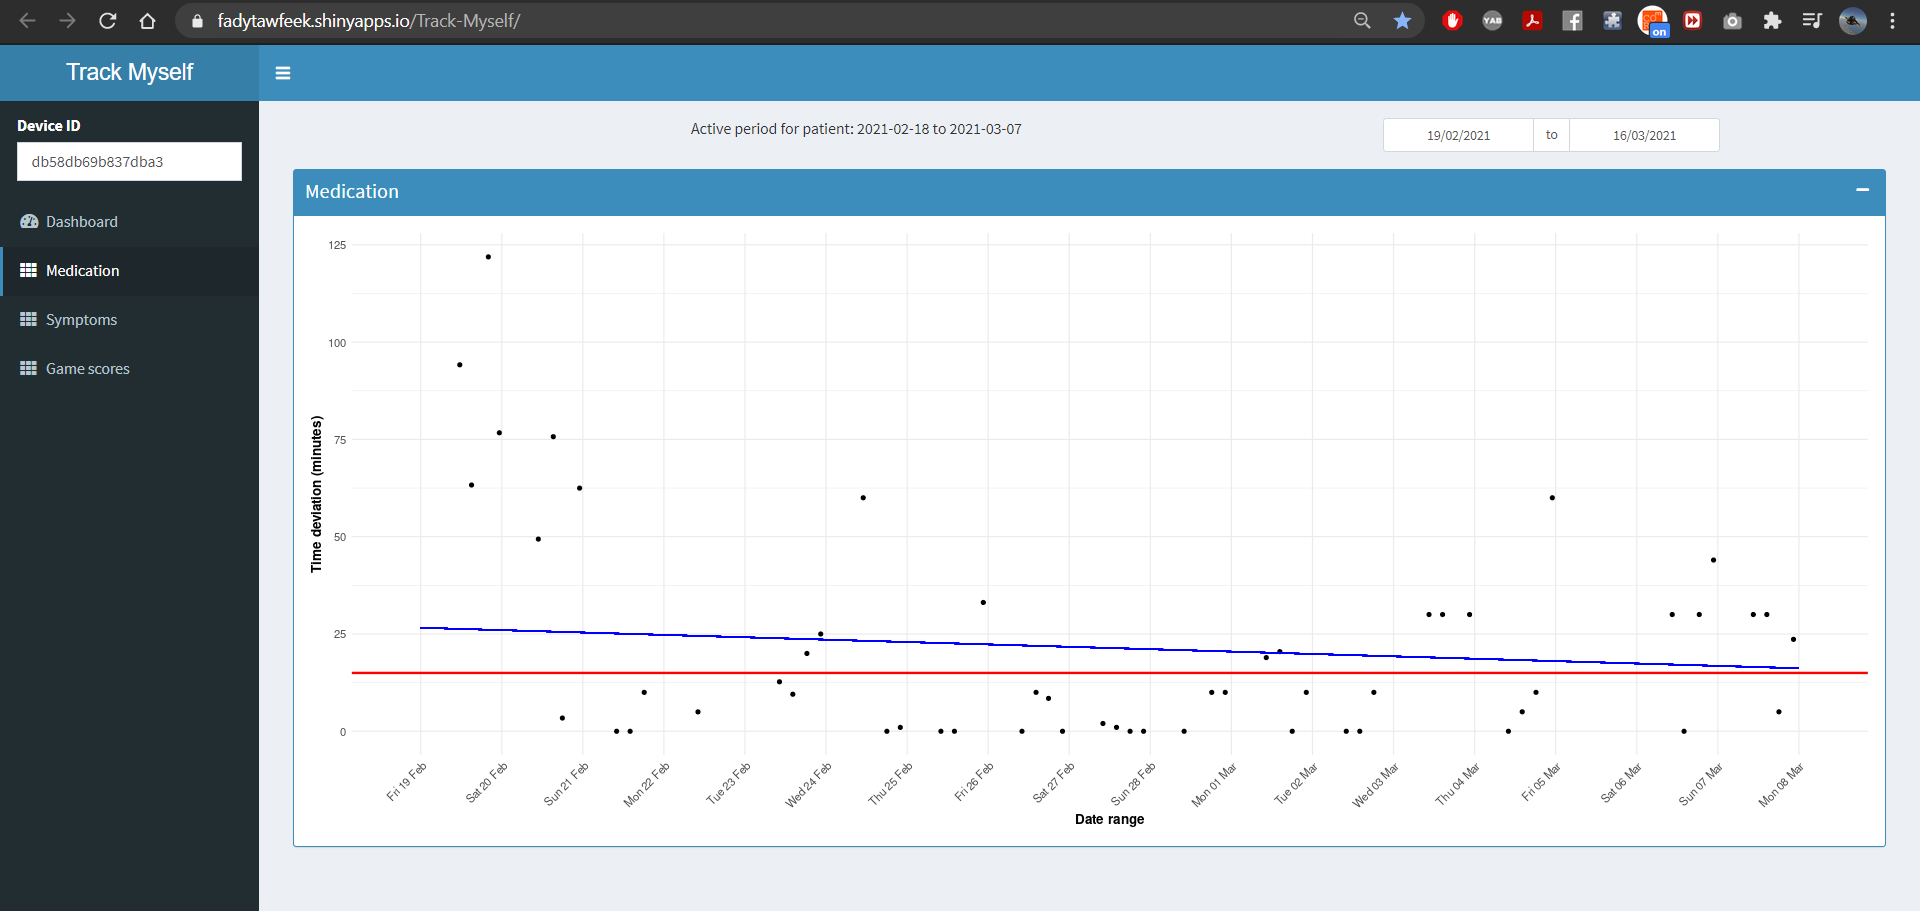 fadytawfeek.shinyapps.io/Track-Myself/
YAB
on
Track Myself
Device ID
db58db69b837dba3
Dashboard
Medication
Symptoms
Game scores
Active period for patient: 2021-02-18 to 2021-03-07
19/02/2021 to 16/03/2021
Medication
Time deviation (minutes)
125
100
75
50
25
0
Fri 19 Feb
Sat 20 Feb
Sun 21 Feb
Mon 22 Feb
Tue 23 Feb
Wed 24 Feb
Thu 25 Feb
Fri 26 Feb
Sat 27 Feb
Sun 28 Feb
Mon 01 Mar
Tue 02 Mar
Wed 03 Mar
Thu 04 Mar
Fri 05 Mar
Sat 06 Mar
Sun 07 Mar
Mon 08 Mar
Date range